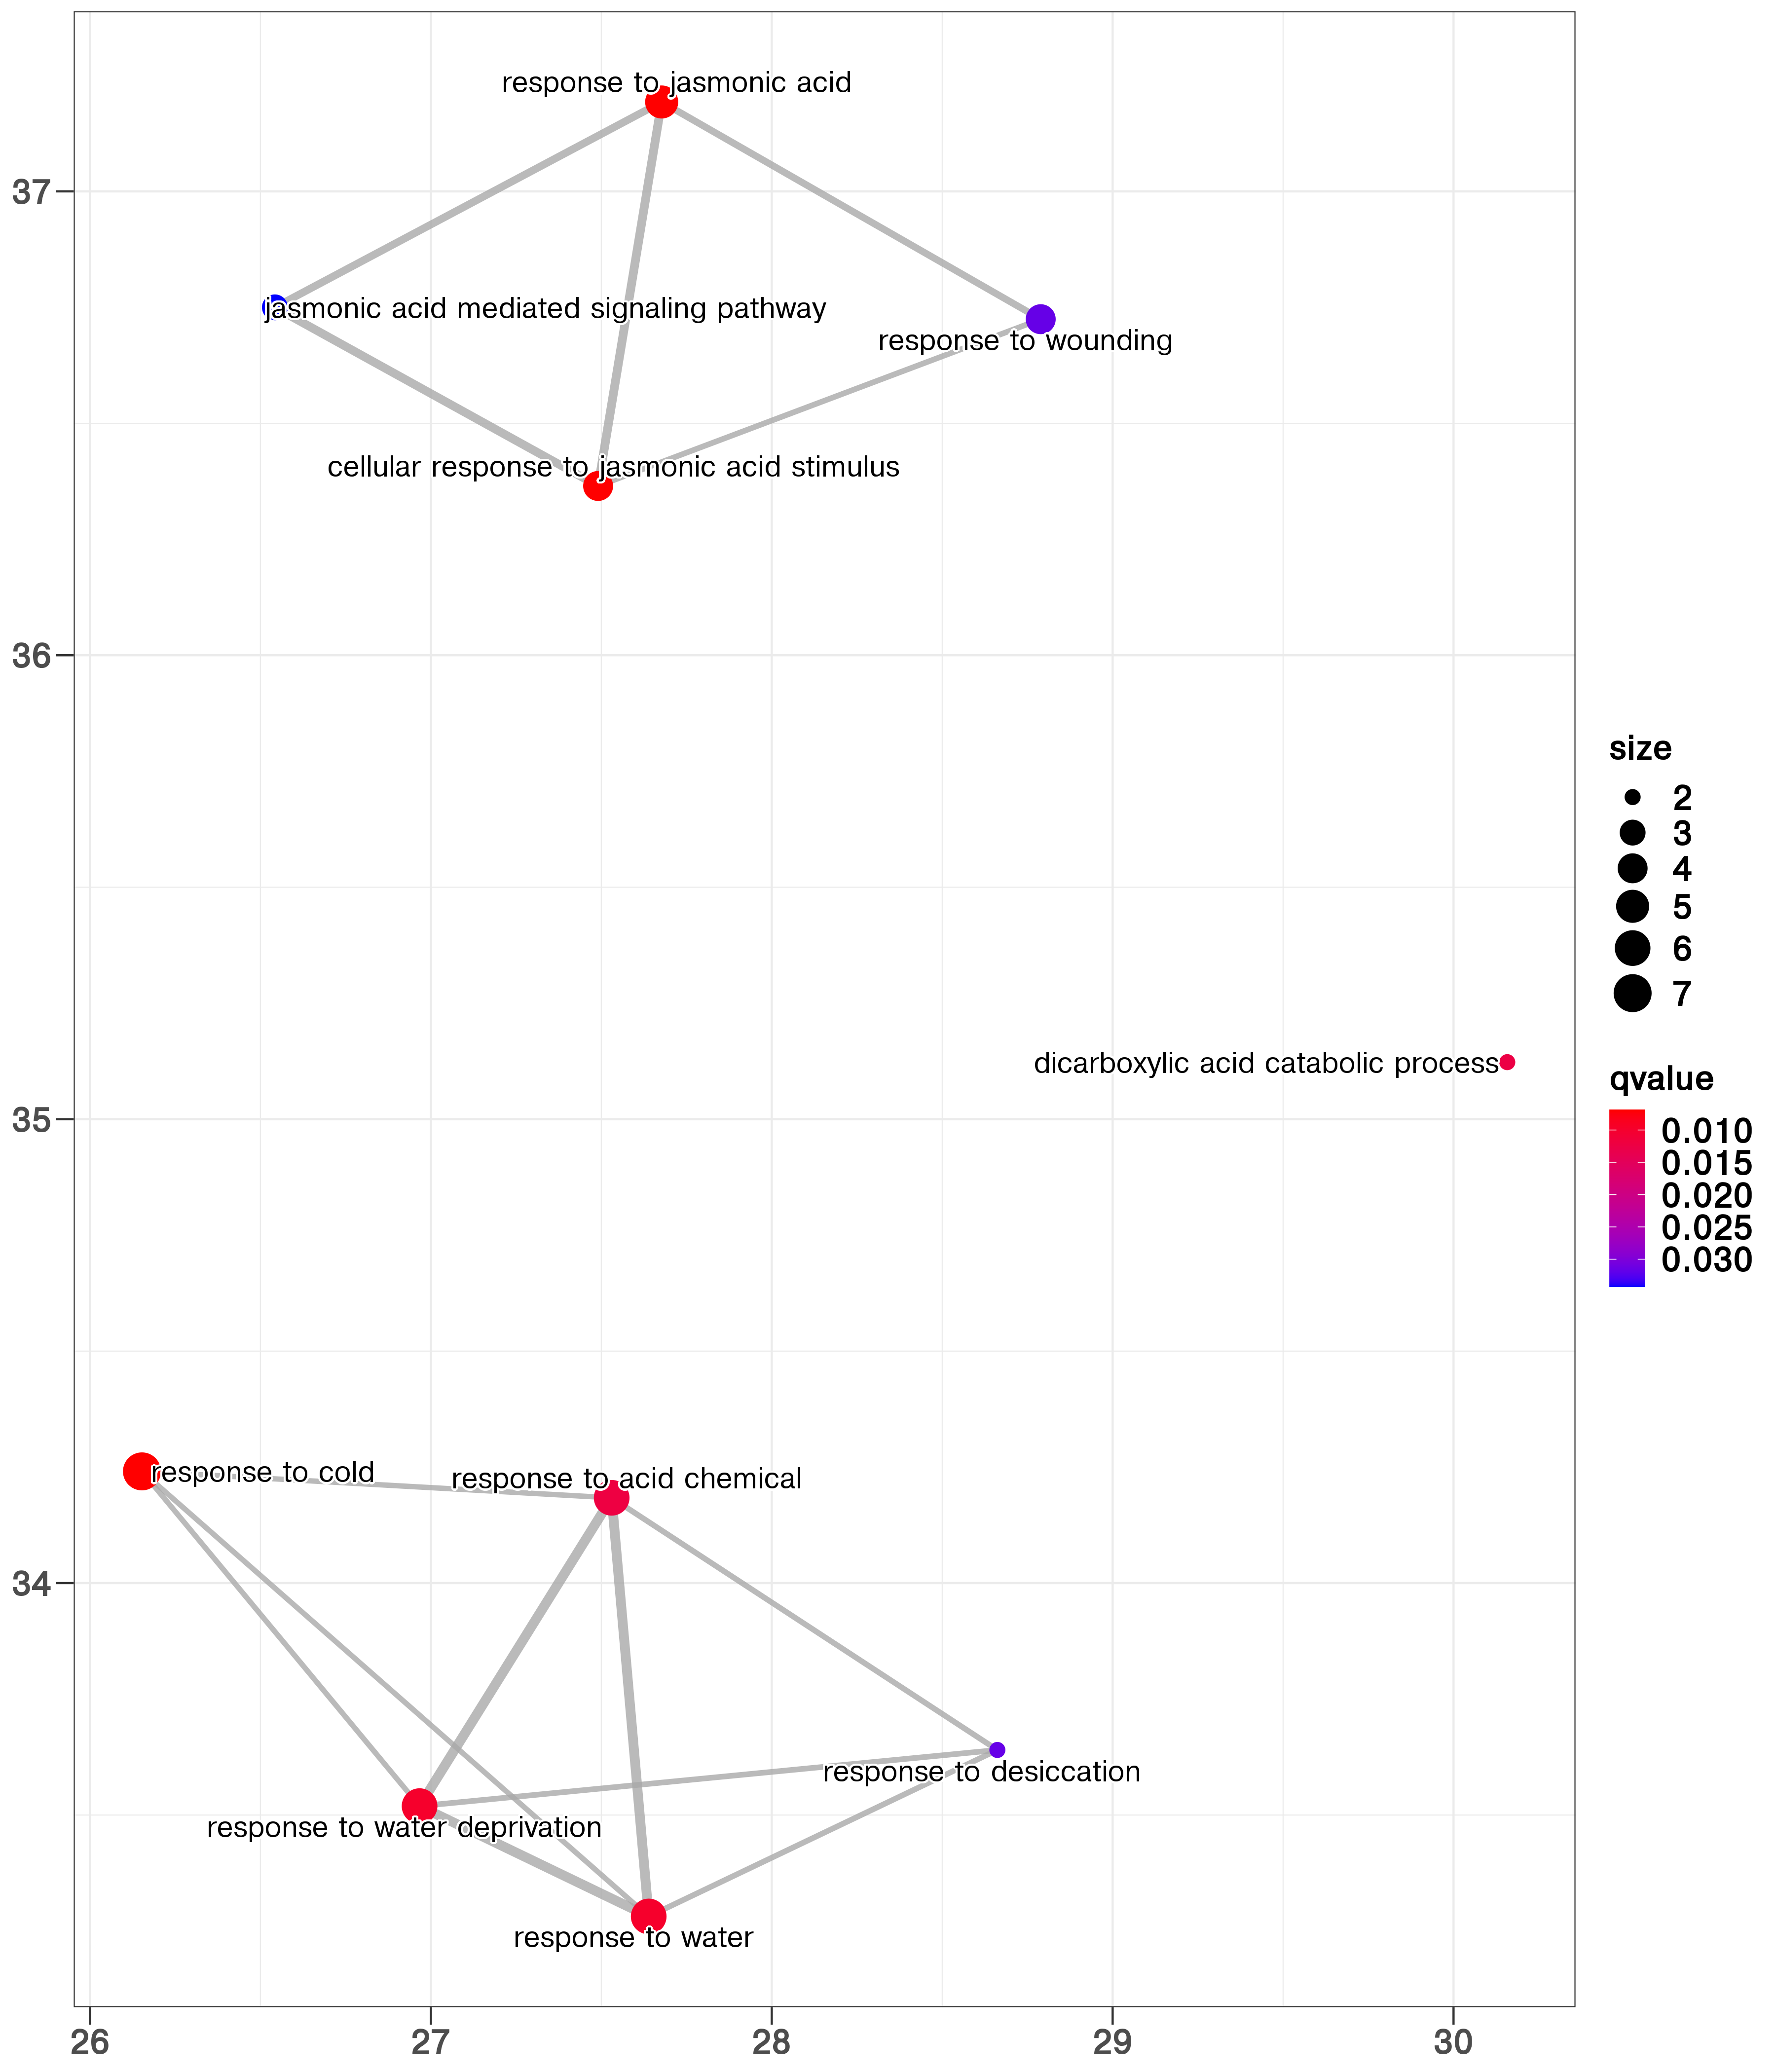 response to jasmonic acid
37
jasmonic acid mediated signaling pathway
response to wounding
cellular response to jasmonic acid stimulus
36
size
2
3
4
5
6
7
dicarboxylic acid catabolic process
qvalue
0.010
0.015
0.020
0.025
0.030
35
response to cold
response to acid chemical
34
response to desiccation
response to water deprivation
response to water
26 27 28 29 30